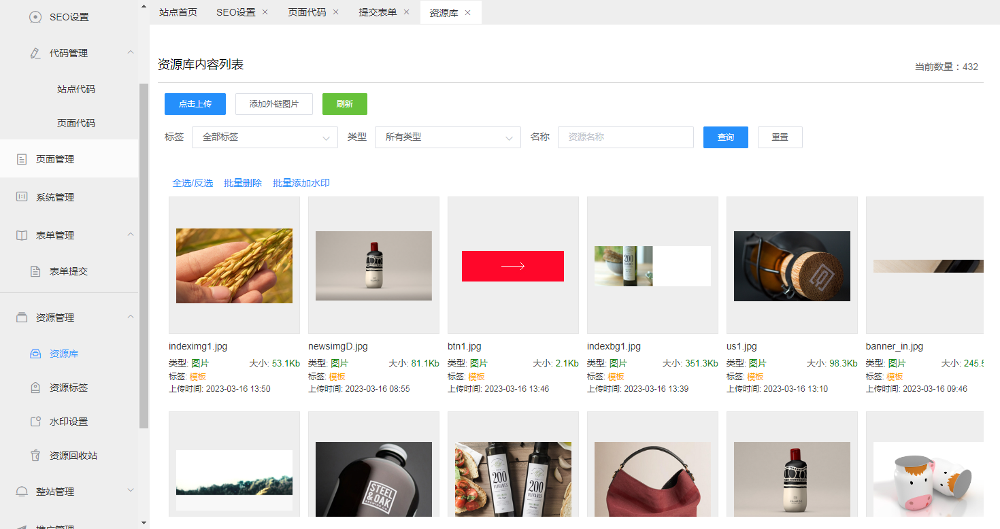 SEO设置
代码管理
站点代码
页面代码
页面管理
系统管理
表单管理
表单提交
资源管理
资源库
资源标签
水印设置
资源回收站
整站管理
推广管理
站点首页 SEO设置 页面代码 提交表单 资源库
资源库内容列表
当前数量：432
点击上传 添加外链图片 刷新
标签 全部标签 类型 所有类型 名称 资源名称 查询 重置
全选/反选 批量删除 批量添加水印
200
indeximg1.jpg newsimgD.jpg btn1.jpg indexbg1.jpg us1.jpg banner_in.jpg
类型: 图片 大小: 53.1Kb 类型: 图片 大小: 81.1Kb 类型: 图片 大小: 2.1Kb 类型: 图片 大小: 351.3Kb 类型: 图片 大小: 98.3Kb 类型: 图片 大小: 245.5
标签: 模板 标签: 模板 标签: 模板 标签: 模板 标签: 模板 标签: 模板
上传时间: 2023-03-16 13:50 上传时间: 2023-03-16 08:55 上传时间: 2023-03-16 13:46 上传时间: 2023-03-16 13:39 上传时间: 2023-03-16 13:10 上传时间: 2023-03-16 09:46
STEEL
&OAK
BREWING CO.
200
OLIVARES
200
OLIVARES